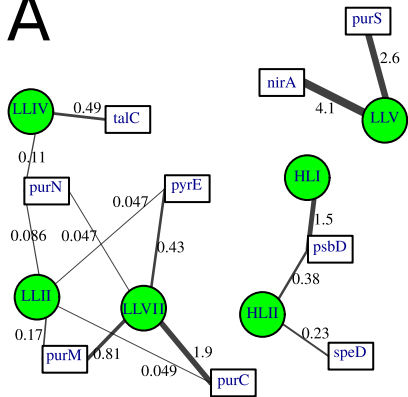 A
purS
2.6
nirA
4.1
LLV
LLIV
0.49
talC
0.11
purN
0.047
pyrE
HLI
1.5
0.086
0.047
0.43
psbD
0.38
LLII
LLVII
HLII
0.17
purM
0.81
1.9
0.049
purC
0.23
speD